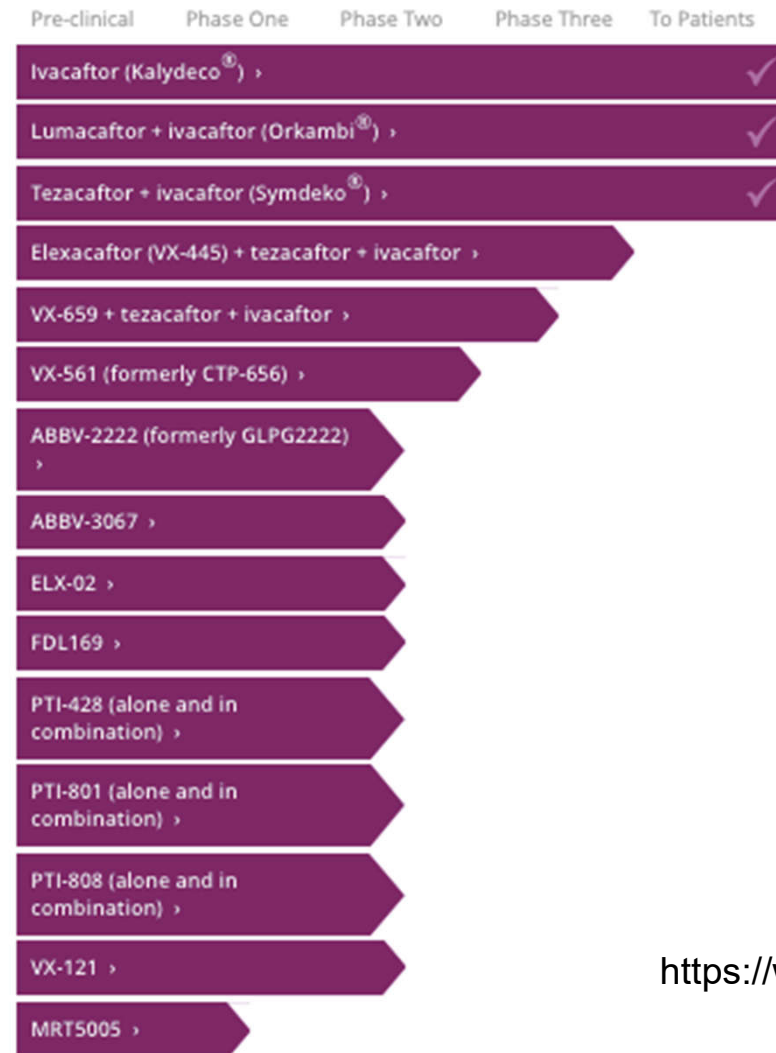 Pre-clinical Phase One Phase Two Phase Three To Patients
Ivacaftor (Kalydeco®) ›
Lumacaftor + ivacaftor (Orkambi®) ›
Tezacaftor + ivacaftor (Symdeko®) ›
Elexacaftor (VX-445) + tezacaftor + ivacaftor ›
VX-659 + tezacaftor + ivacaftor ›
VX-561 (formerly CTP-656) ›
ABBV-2222 (formerly GLPG2222)
›
ABBV-3067 ›
ELX-02 ›
FDL169 ›
PTI-428 (alone and in
combination) ›
PTI-801 (alone and in
combination) ›
PTI-808 (alone and in
combination) ›
VX-121 ›
https://
MRT5005 ›